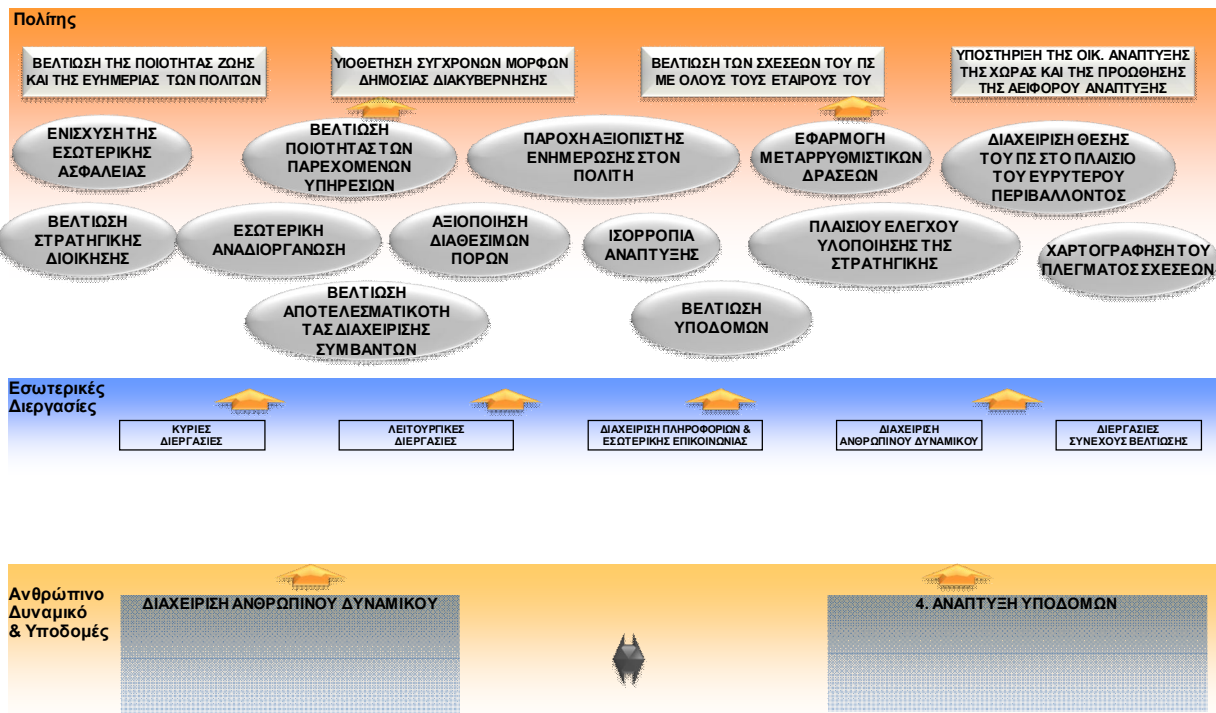 Πολίτης
ΒΕΛΤΙΩΣΗ ΤΗΣ ΠΟΙΟΤΗΤΑΣ ΖΩΗΣ
ΚΑΙ ΤΗΣ ΕΥΗΜΕΡΙΑΣ ΤΩΝ ΠΟΛΙΤΩΝ
ΥΙΟΘΕΤΗΣΗ ΣΥΓΧΡΟΝΩΝ ΜΟΡΦΩΝ
ΔΗΜΟΣΙΑΣ ΔΙΑΚΥΒΕΡΝΗΣΗΣ
ΒΕΛΤΙΩΣΗ ΤΩΝ ΣΧΕΣΕΩΝ ΤΟΥ ΠΣ
ΜΕ ΟΛΟΥΣ ΤΟΥΣ ΕΤΑΙΡΟΥΣ ΤΟΥ
ΥΠΟΣΤΗΡΙΞΗ ΤΗΣ ΟΙΚ. ΑΝΑΠΤΥΞΗΣ
ΤΗΣ ΧΩΡΑΣ ΚΑΙ ΤΗΣ ΠΡΟΩΘΗΣΗΣ
ΤΗΣ ΑΕΙΦΟΡΟΥ ΑΝΑΠΤΥΞΗΣ
ΕΝΙΣΧΥΣΗ ΤΗΣ
ΕΣΩΤΕΡΙΚΗΣ
ΑΣΦΑΛΕΙΑΣ
ΒΕΛΤΙΩΣΗ
ΠΟΙΟΤΗΤΑΣ ΤΩΝ
ΠΑΡΕΧΟΜΕΝΩΝ
ΥΠΗΡΕΣΙΩΝ
ΠΑΡΟΧΗ ΑΞΙΟΠΙΣΤΗΣ
ΕΝΗΜΕΡΩΣΗΣ ΣΤΟΝ
ΠΟΛΙΤΗ
ΕΦΑΡΜΟΓΗ
ΜΕΤΑΡΡΥΘΜΙΣΤΙΚΩΝ
ΔΡΑΣΕΩΝ
ΔΙΑΧΕΙΡΙΣΗ ΘΕΣΗΣ
ΤΟΥ ΠΣ ΣΤΟ ΠΛΑΙΣΙΟ
ΤΟΥ ΕΥΡΥΤΕΡΟΥ
ΠΕΡΙΒΑΛΛΟΝΤΟΣ
ΒΕΛΤΙΩΣΗ
ΣΤΡΑΤΗΓΙΚΗΣ
ΔΙΟΙΚΗΣΗΣ
ΕΣΩΤΕΡΙΚΗ
ΑΝΑΔΙΟΡΓΑΝΩΣΗ
ΑΞΙΟΠΟΙΗΣΗ
ΔΙΑΘΕΣΙΜΩΝ
ΠΟΡΩΝ
ΙΣΟΡΡΟΠΙΑ
ΑΝΑΠΤΥΞΗΣ
ΠΛΑΙΣΙΟΥ ΕΛΕΓΧΟΥ
ΥΛΟΠΟΙΗΣΗΣ ΤΗΣ
ΣΤΡΑΤΗΓΙΚΗΣ
ΧΑΡΤΟΓΡΑΦΗΣΗ ΤΟΥ
ΠΛΕΓΜΑΤΟΣ ΣΧΕΣΕΩΝ
ΒΕΛΤΙΩΣΗ
ΑΠΟΤΕΛΕΣΜΑΤΙΚΟΤΗ
ΤΑΣ ΔΙΑΧΕΙΡΙΣΗΣ
ΣΥΜΒΑΝΤΩΝ
ΒΕΛΤΙΩΣΗ
ΥΠΟΔΟΜΩΝ
Εσωτερικές
Διεργασίες
ΚΥΡΙΕΣ
ΔΙΕΡΓΑΣΙΕΣ
ΛΕΙΤΟΥΡΓΙΚΕΣ
ΔΙΕΡΓΑΣΙΕΣ
ΔΙΑΧΕΙΡΙΣΗ ΠΛΗΡΟΦΟΡΙΩΝ &
ΕΣΩΤΕΡΙΚΗΣ ΕΠΙΚΟΙΝΩΝΙΑΣ
ΔΙΑΧΕΙΡΙΣΗ
ΑΝΘΡΩΠΙΝΟΥ ΔΥΝΑΜΙΚΟΥ
ΔΙΕΡΓΑΣΙΕΣ
ΣΥΝΕΧΟΥΣ ΒΕΛΤΙΩΣΗΣ
Ανθρώπινο
Δυναμικό
& Υποδομές
ΔΙΑΧΕΙΡΙΣΗ ΑΝΘΡΩΠΙΝΟΥ ΔΥΝΑΜΙΚΟΥ
4. ΑΝΑΠΤΥΞΗ ΥΠΟΔΟΜΩΝ